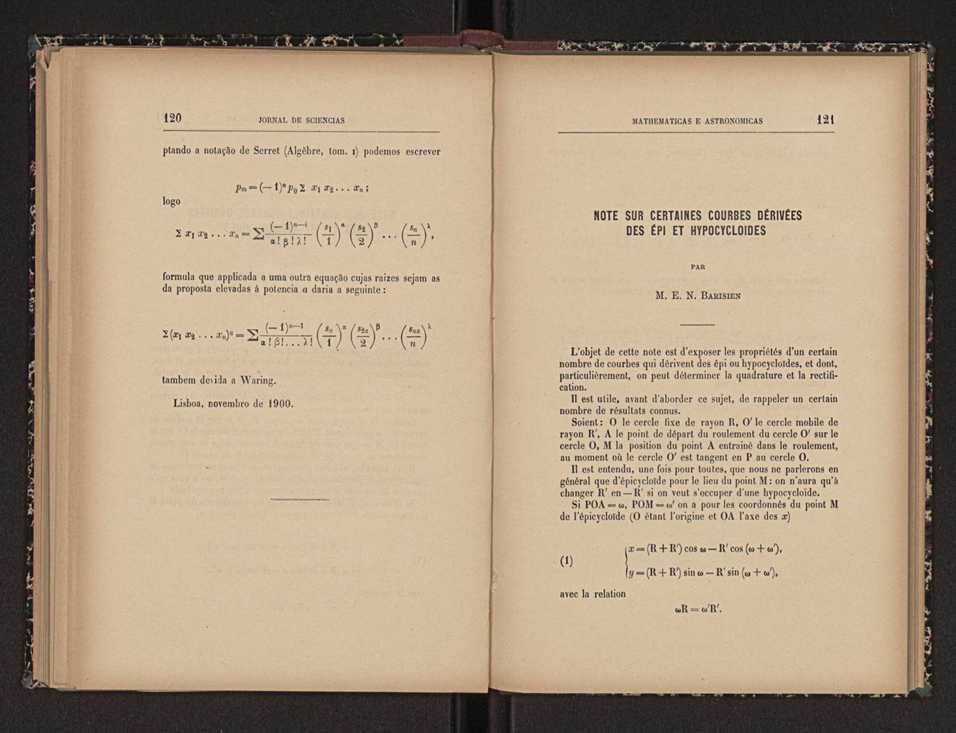 120
JORNAL DE SCIENCIAS
ptando a notação de Serret (Algèbre, tom. I) podemos escrever
pₘ = (— 1)ⁿ p₀ Σ x₁ x₂ . . . xₙ ;
logo
Σ x₁ x₂ . . . xₙ = Σ (— 1)ⁿ⁻ⁱ / α ! β ! λ ! (s₁/1)^α (s₂/2)^β . . . (sₙ/n)^λ,
formula que applicada a uma outra equação cujas raizes sejam as
da proposta elevadas á potencia a daria a seguinte :
Σ (x₁ x₂ . . . xₙ)ᵃ = Σ (— 1)ⁿ⁻¹ / α ! β ! . . . λ ! (sₐ/1)^α (s₂ₐ/2)^β . . . (sₙₐ/n)^λ
tambem devida a Waring.
Lisboa, novembro de 1900.
MATHEMATICAS E ASTRONOMICAS
121
NOTE SUR CERTAINES COURBES DÉRIVÉES
DES ÉPI ET HYPOCYCLOIDES
PAR
M. E. N. BARISIEN
L'objet de cette note est d'exposer les propriétés d'un certain
nombre de courbes qui dérivent des épi ou hypocycloïdes, et dont,
particulièrement, on peut déterminer la quadrature et la rectifi-
cation.
Il est utile, avant d'aborder ce sujet, de rappeler un certain
nombre de résultats connus.
Soient : O le cercle fixe de rayon R, O' le cercle mobile de
rayon R', A le point de départ du roulement du cercle O' sur le
cercle O, M la position du point A entrainé dans le roulement,
au moment où le cercle O' est tangent en P au cercle O.
Il est entendu, une fois pour toutes, que nous ne parlerons en
général que d'épicycloïde pour le lieu du point M : on n'aura qu'à
changer R' en — R' si on veut s'occuper d'une hypocycloïde.
Si POA = ω, POM = ω' on a pour les coordonnés du point M
de l'épicycloïde (O étant l'origine et OA l'axe des x)
x = (R + R') cos ω — R' cos (ω + ω'),
(1)
y = (R + R') sin ω — R' sin (ω + ω'),
avec la relation
ωR = ω'R'.